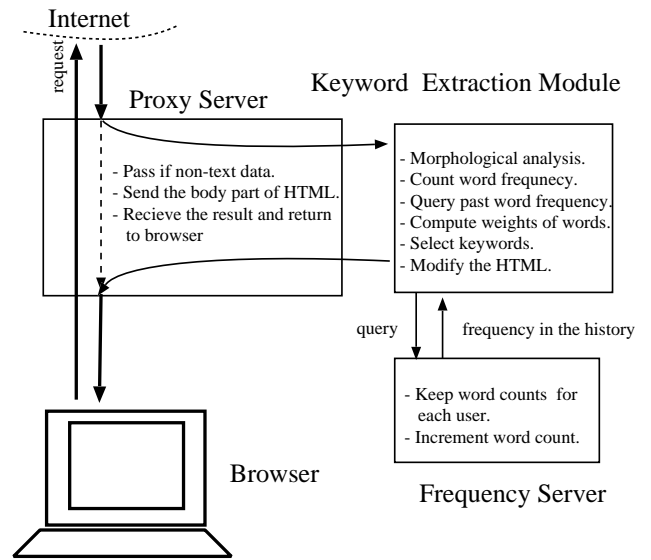 Internet
request
Proxy Server
- Pass if non-text data.
- Send the body part of HTML.
- Recieve the result and return
to browser
Keyword Extraction Module
- Morphological analysis.
- Count word frequnecy.
- Query past word frequency.
- Compute weights of words.
- Select keywords.
- Modify the HTML.
query
frequency in the history
- Keep word counts for
each user.
- Increment word count.
Frequency Server
Browser